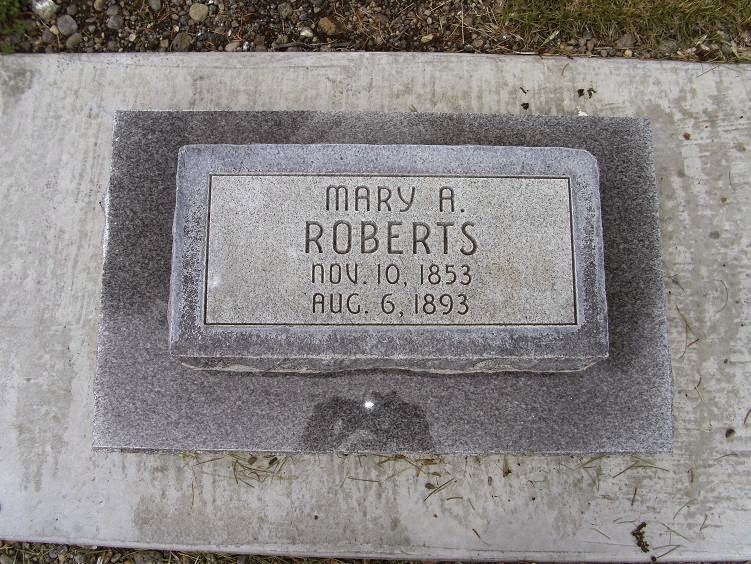 MARY A.
ROBERTS
NOV. 10, 1853
AUG. 6, 1893